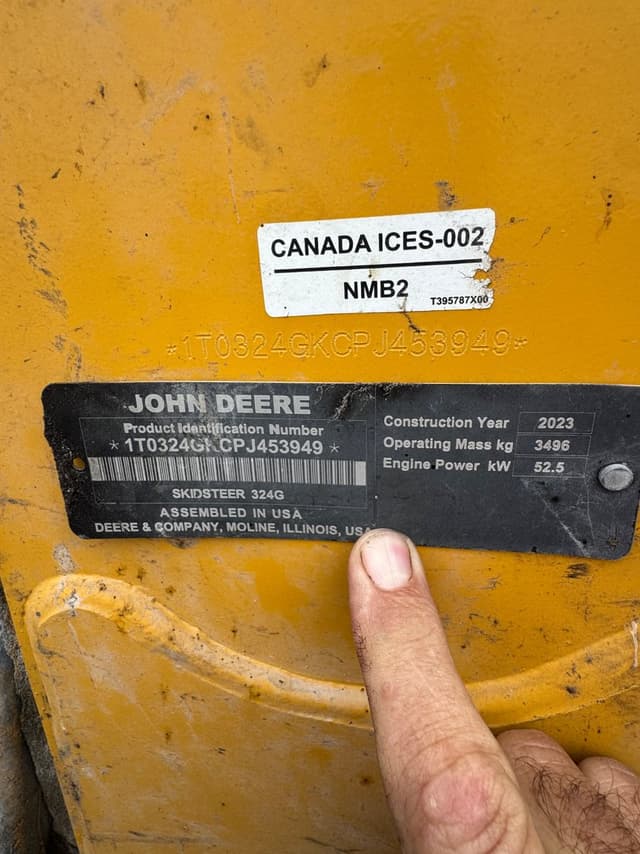 CANADA ICES-002
NMB2
T395787X00
*1T0324GKCPJ453949*
JOHN DEERE
Product Identification Number
*1T0324GKCPJ453949*
SKIDSTEER 324G
ASSEMBLED IN USA
DEERE & COMPANY, MOLINE, ILLINOIS, USA
Construction Year 2023
Operating Mass kg 3496
Engine Power kW 52.5